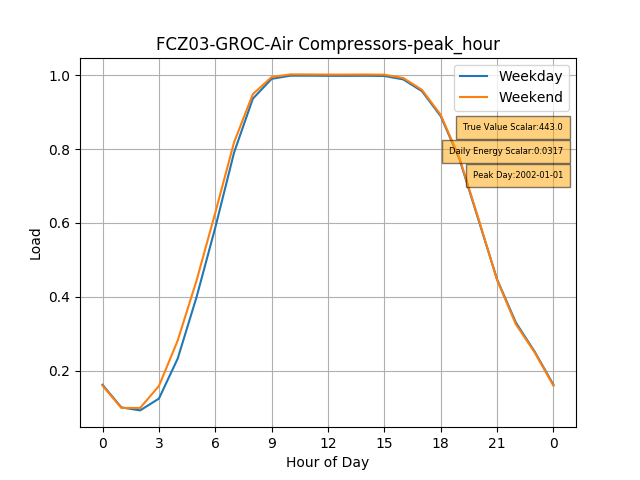 FCZ03-GROC-Air Compressors-peak_hour
1.0
0.8
0.6
0.4
0.2
Load
Weekday
Weekend
True Value Scalar:443.0
Daily Energy Scalar:0.0317
Peak Day:2002-01-01
0 3 6 9 12 15 18 21 0
Hour of Day